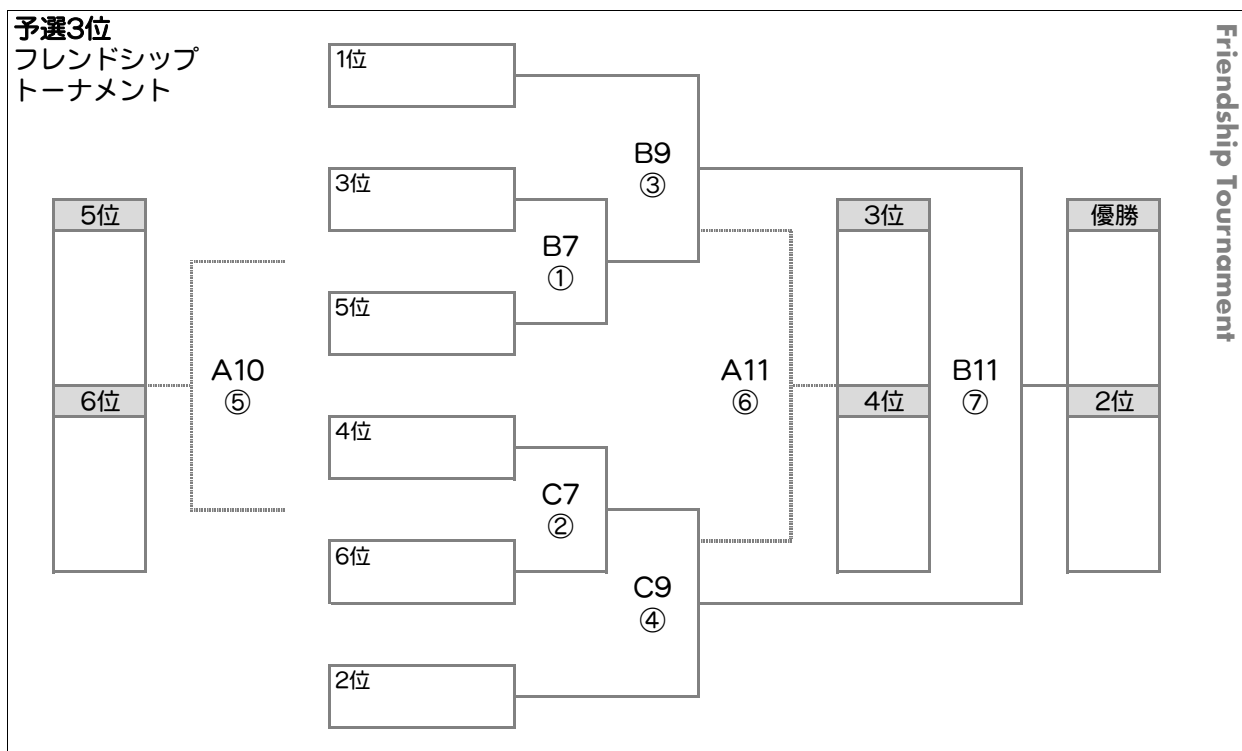 予選3位
フレンドシップ
トーナメント
Friendship Tournament
1位
B9
③
3位
B7
①
5位
5位
6位
A10
⑤
3位
4位
A11
⑥
B11
⑦
優勝
2位
4位
C7
②
6位
C9
④
2位